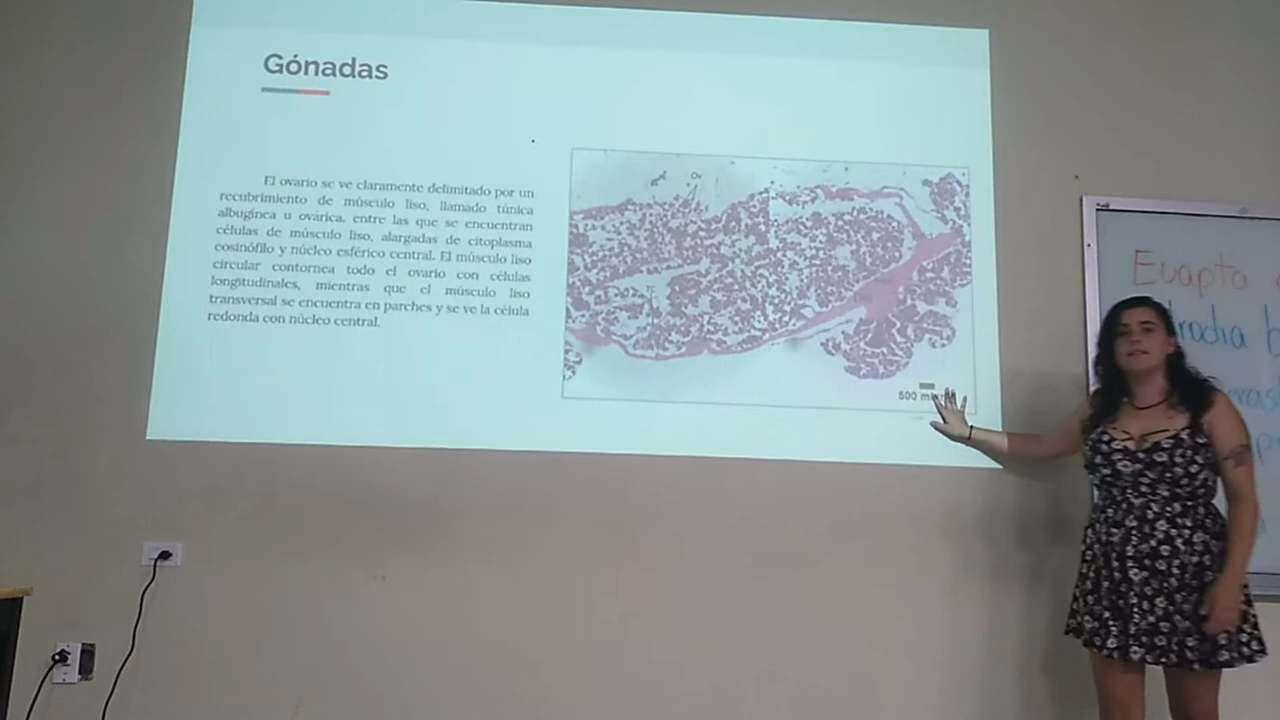 Gónadas
El ovario se ve claramente delimitado por un
recubrimiento de músculo liso, llamado túnica
albugínea u ovárica. entre las que se encuentran
células de músculo liso, alargadas de citoplasma
eosinófilo y núcleo esférico central. El músculo liso
circular contornea todo el ovario con células
longitudinales, mientras que el músculo liso
transversal se encuentra en parches y se ve la célula
redonda con núcleo central.
Ov
TC
500
Euapta